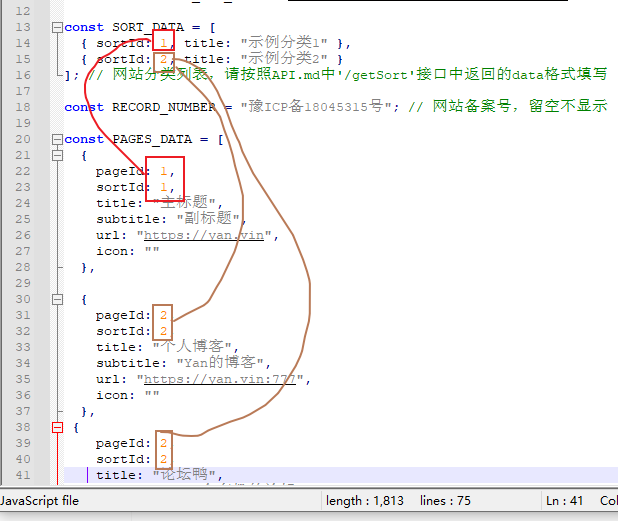 12
13 const SORT_DATA = [
14 { sortId: 1, title: "示例分类1" },
15 { sortId: 2, title: "示例分类2" }
16 ]; // 网站分类列表，请按照API.md中'/getSort'接口中返回的data格式填写
17
18 const RECORD_NUMBER = "豫ICP备18045315号"; // 网站备案号，留空不显示
19
20 const PAGES_DATA = [
21 {
22 pageId: 1,
23 sortId: 1,
24 title: "主标题",
25 subtitle: "副标题",
26 url: "https://yan.vin",
27 icon: ""
28 },
29
30 {
31 pageId: 2
32 sortId: 2
33 title: "个人博客",
34 subtitle: "Yan的博客",
35 url: "https://yan.vin:777",
36 icon: ""
37 },
38 {
39 pageId: 2
40 sortId: 2
41 title: "论坛鸭",
JavaScript file length : 1,813 lines : 75 Ln : 41 Col